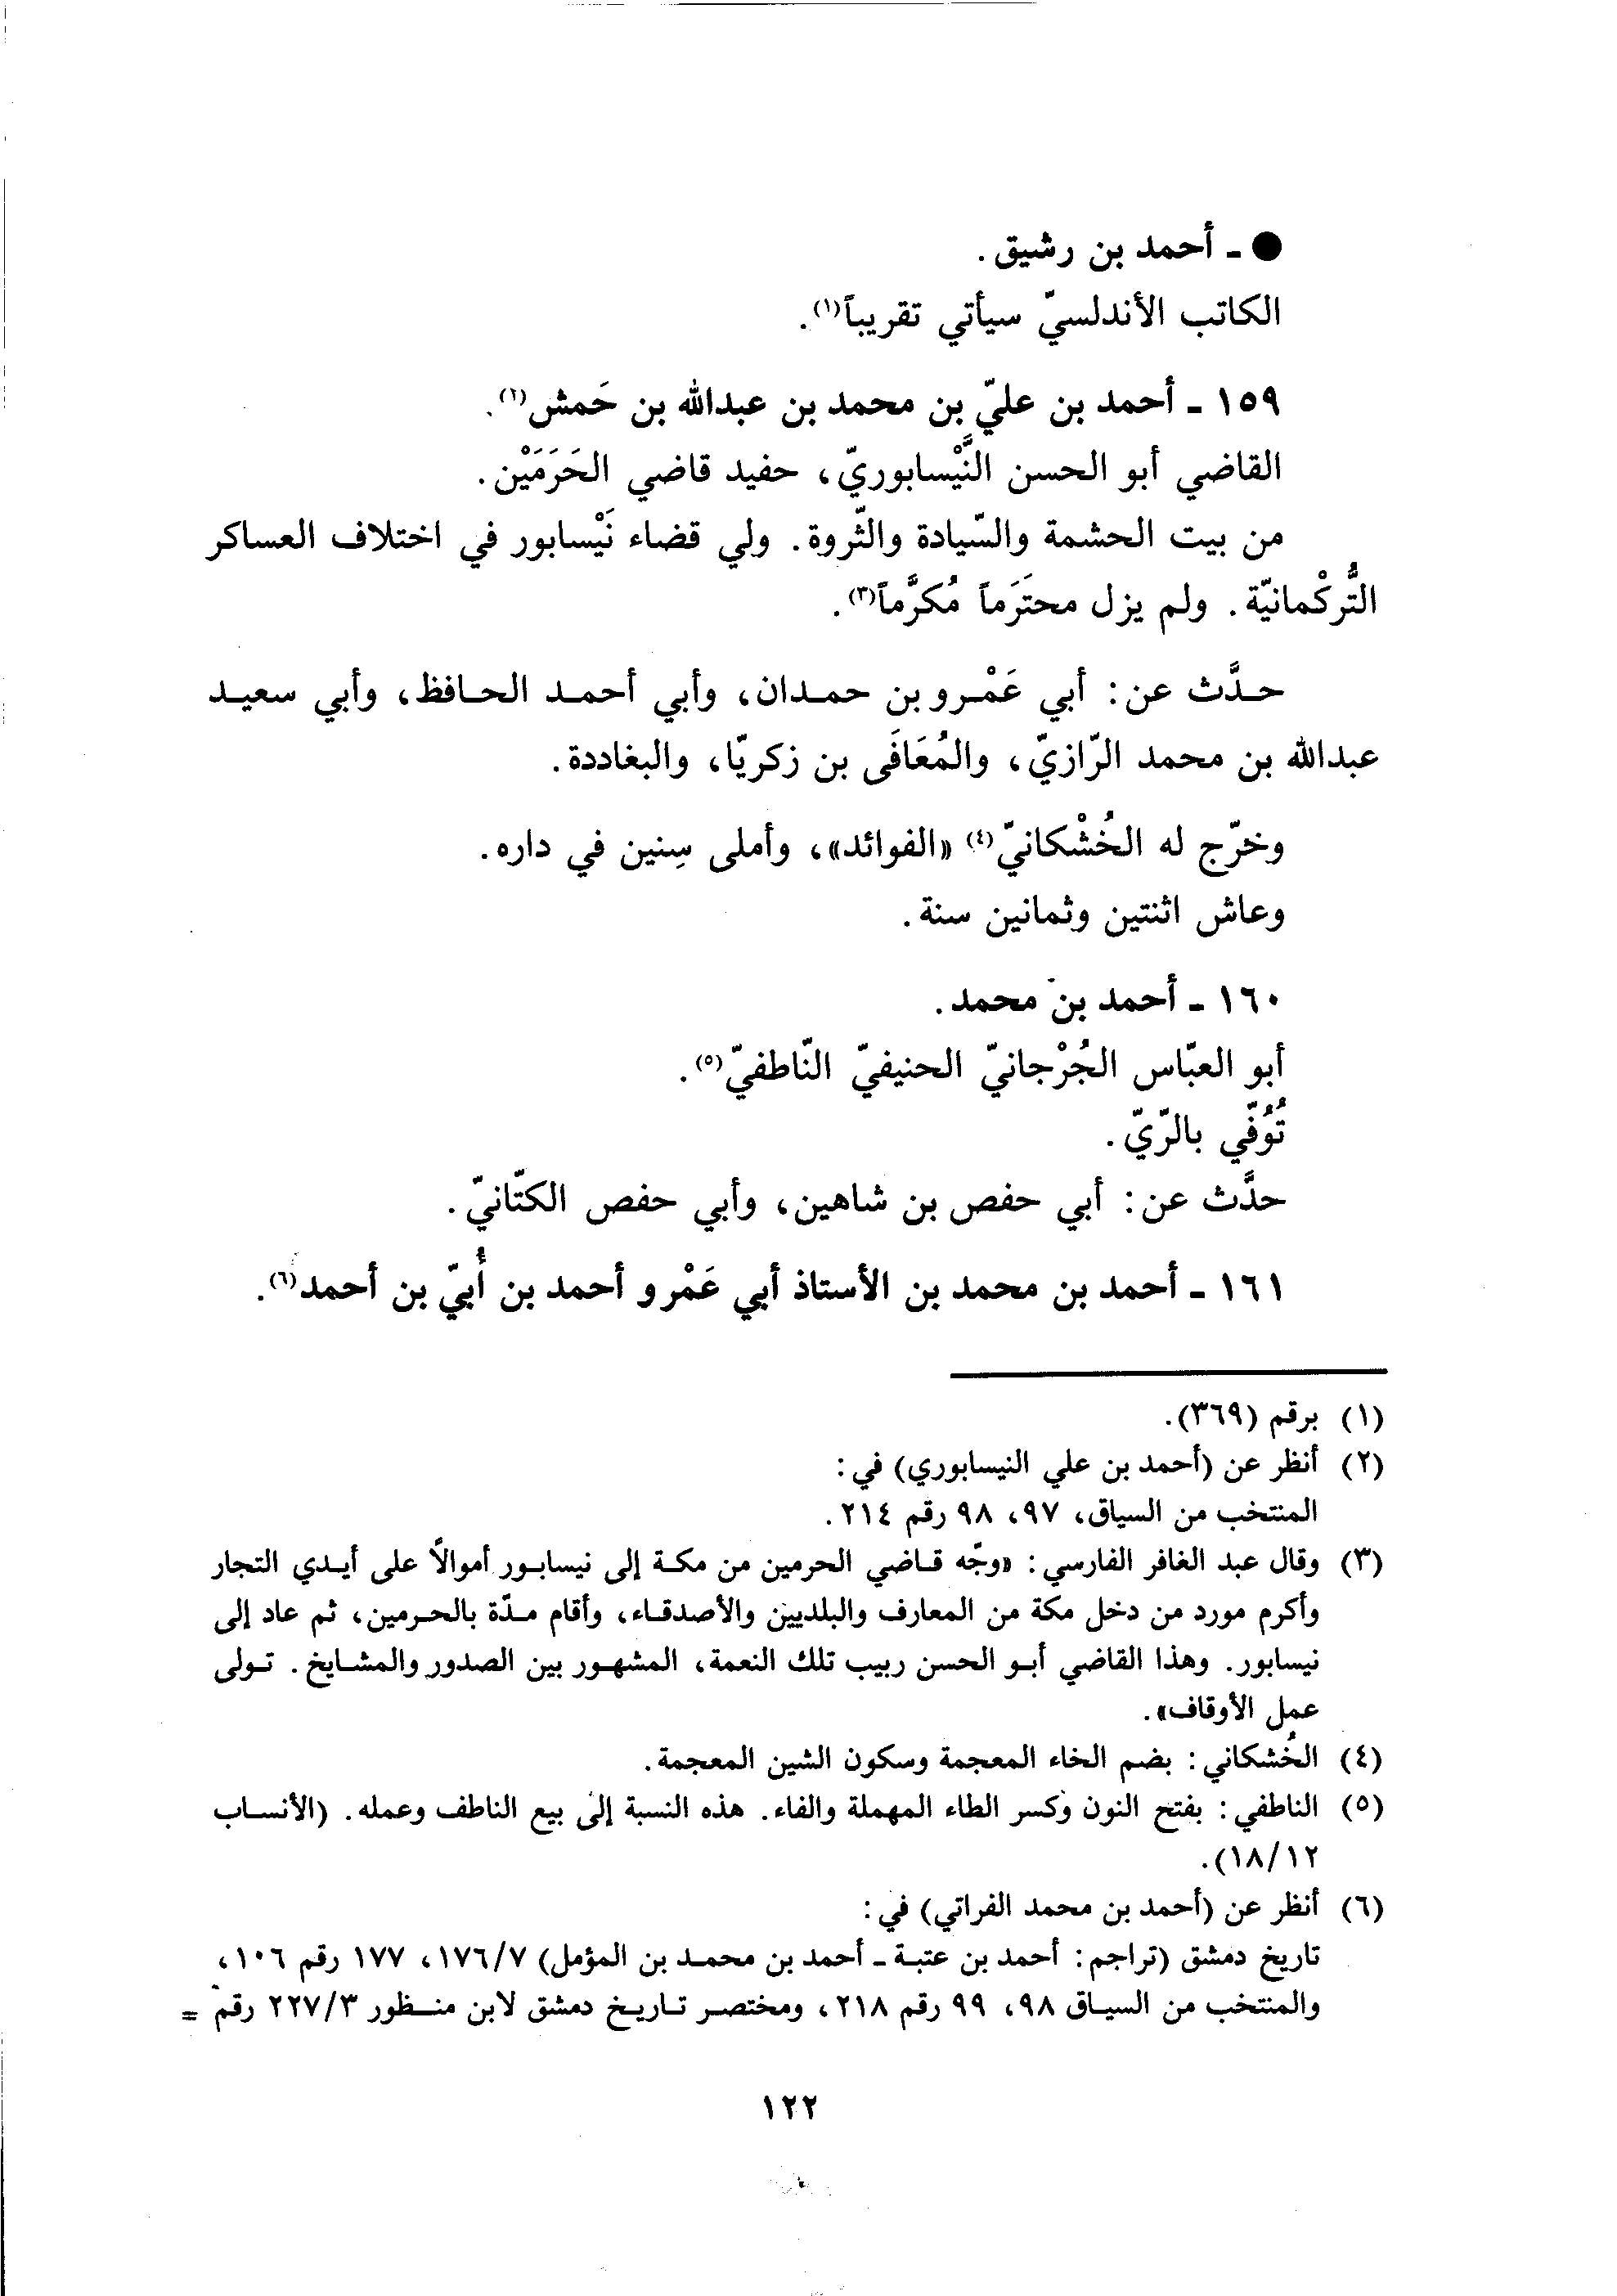 ● ـ أحمد بن رشيق.
الكاتب الأندلسيّ سيأتي تقريباً(١).
١٥٩ ـ أحمد بن عليّ بن محمد بن عبدالله بن حَمش(٢).
القاضي أبو الحسن النَّيْسابوريّ، حفيد قاضي الحَرَمَيْن.
من بيت الحشمة والسّيادة والثّروة. ولي قضاء نَيْسابور في اختلاف العساكر
التُّركْمانيّة. ولم يزل محتَرَماً مُكرَّماً(٣).
حدَّث عن: أبي عَمْرو بن حمدان، وأبي أحمد الحافظ، وأبي سعيد
عبدالله بن محمد الرّازيّ، والمُعَافَى بن زكريّا، والبغاددة.
وخرّج له الخُشْكانيّ(٤) «الفوائد»، وأملى سِنين في داره.
وعاش اثنتين وثمانين سنة.
١٦٠ ـ أحمد بن محمد.
أبو العبّاس الجُرْجانيّ الحنيفيّ النّاطفيّ(٥).
تُوُفّي بالرّيّ.
حدَّث عن: أبي حفص بن شاهين، وأبي حفص الكتّانيّ.
١٦١ ـ أحمد بن محمد بن الأستاذ أبي عَمْرو أحمد بن أُبيّ بن أحمد(٦).
(١) برقم (٣٦٩).
(٢) أنظر عن (أحمد بن علي النيسابوري) في:
المنتخب من السياق، ٩٧، ٩٨ رقم ٢١٤.
(٣) وقال عبد الغافر الفارسي: «وجّه قاضي الحرمين من مكة إلى نيسابور أموالاً على أيدي التجار
وأكرم مورد من دخل مكة من المعارف والبلديين والأصدقاء، وأقام مدّة بالحرمين، ثم عاد إلى
نيسابور. وهذا القاضي أبو الحسن ربيب تلك النعمة، المشهور بين الصدور والمشايخ. تولى
عمل الأوقاف».
(٤) الخُشكاني: بضم الخاء المعجمة وسكون الشين المعجمة.
(٥) الناطفي: بفتح النون وكسر الطاء المهملة والفاء. هذه النسبة إلى بيع الناطف وعمله. (الأنساب
١٨/١٢).
(٦) أنظر عن (أحمد بن محمد الفراتي) في:
تاريخ دمشق (تراجم: أحمد بن عتبة ـ أحمد بن محمد بن المؤمل) ١٧٦/٧، ١٧٧ رقم ١٠٦،
والمنتخب من السياق ٩٨، ٩٩ رقم ٢١٨، ومختصر تاريخ دمشق لابن منظور ٢٢٧/٣ رقم =
١٢٢